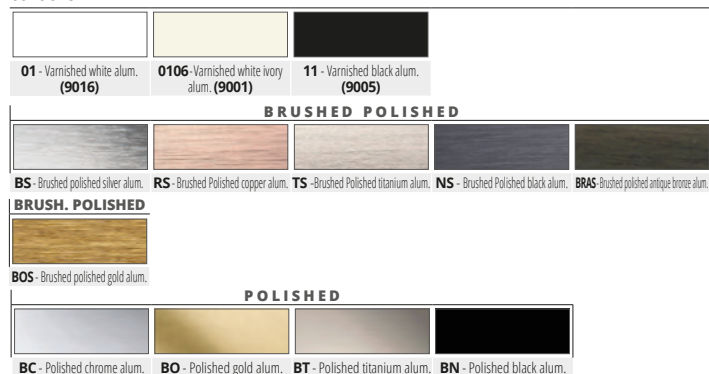 01 - Varnished white alum.
(9016)
0106-Varnished white ivory
alum. (9001)
11 - Varnished black alum.
(9005)
BRUSHED POLISHED
BS - Brushed polished silver alum.
RS - Brushed Polished copper alum.
TS -Brushed Polished titanium alum.
NS - Brushed Polished black alum.
BRAS-Brushed polished antique bronze alum.
BRUSH. POLISHED
BOS - Brushed polished gold alum.
POLISHED
BC - Polished chrome alum.
BO - Polished gold alum.
BT - Polished titanium alum.
BN - Polished black alum.